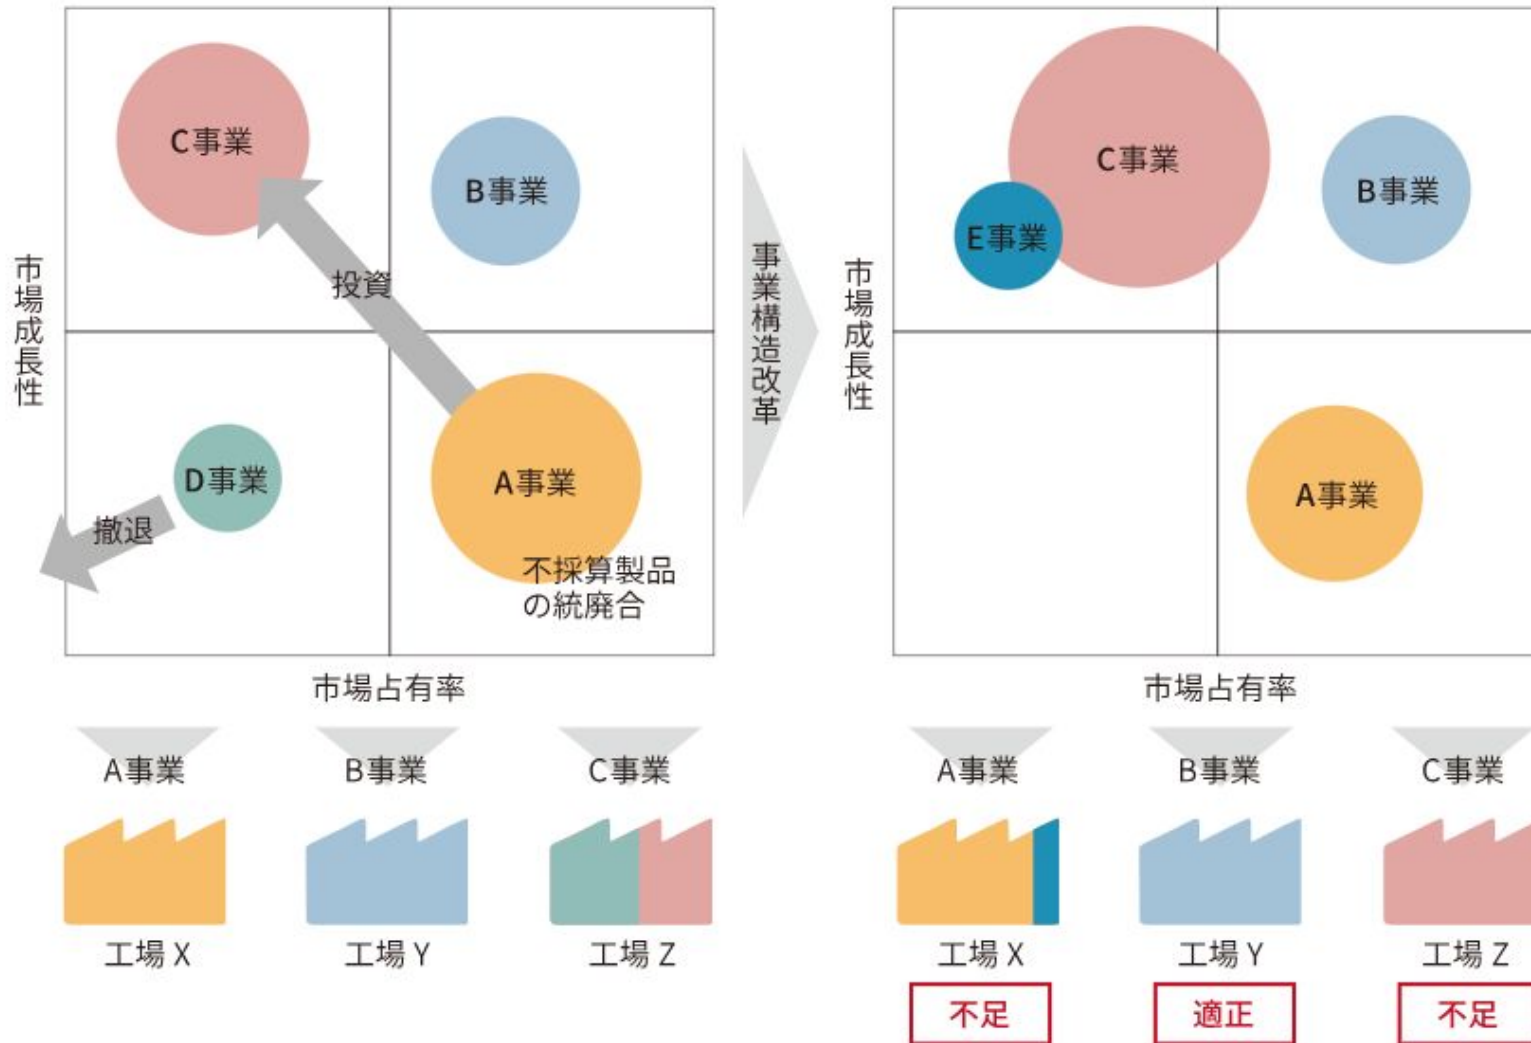 C事業
B事業
投資
市場成長性
D事業
A事業
撤退
不採算製品
の統廃合
市場占有率
事業構造改革
C事業
B事業
E事業
市場成長性
A事業
市場占有率
A事業
B事業
C事業
工場 X
工場 Y
工場 Z
A事業
B事業
C事業
工場 X
工場 Y
工場 Z
不足
適正
不足